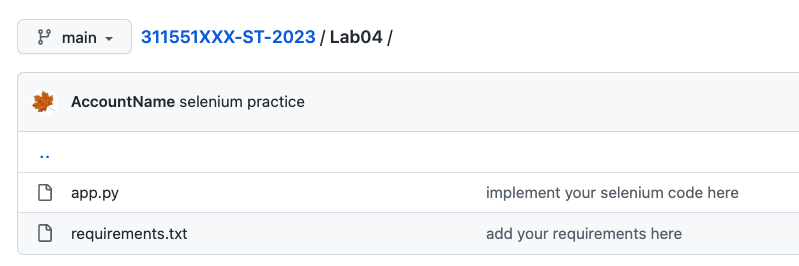 main 311551XXX-ST-2023 / Lab04 /
AccountName selenium practice
..
app.py implement your selenium code here
requirements.txt add your requirements here